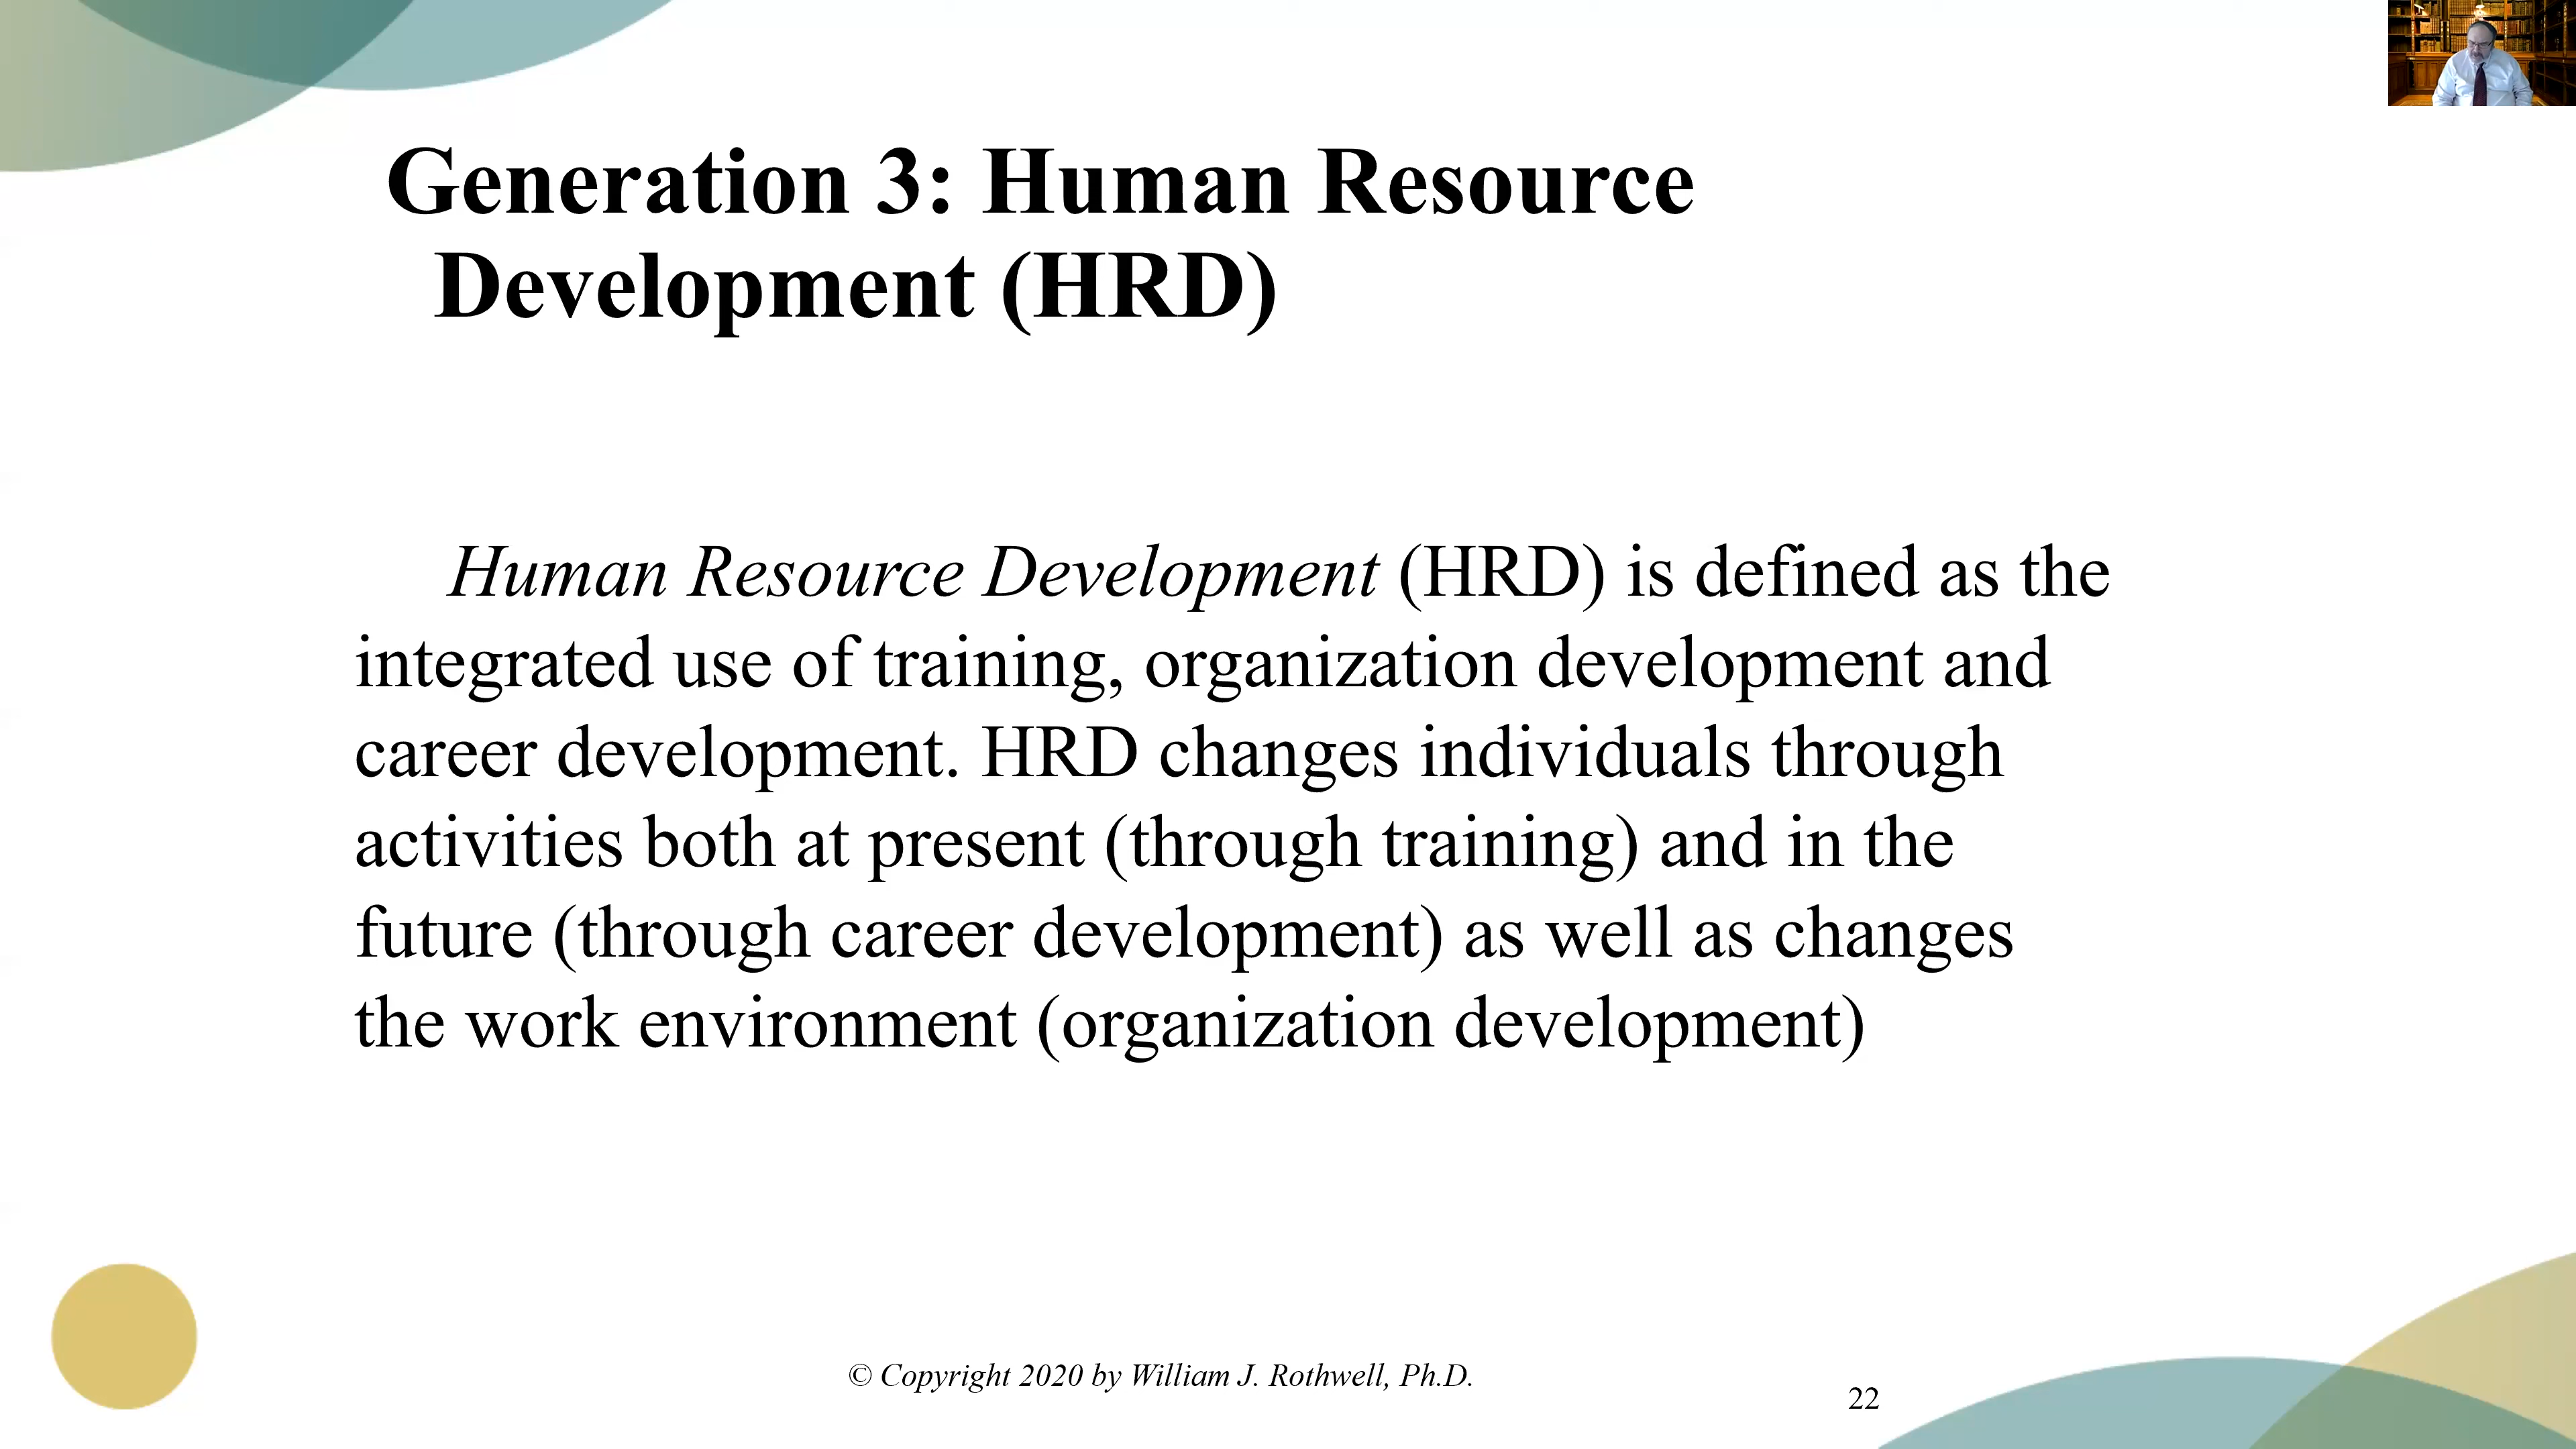 Generation 3: Human Resource
Development (HRD)
Human Resource Development (HRD) is defined as the
integrated use of training, organization development and
career development. HRD changes individuals through
activities both at present (through training) and in the
future (through career development) as well as changes
the work environment (organization development)
© Copyright 2020 by William J. Rothwell, Ph.D.
22